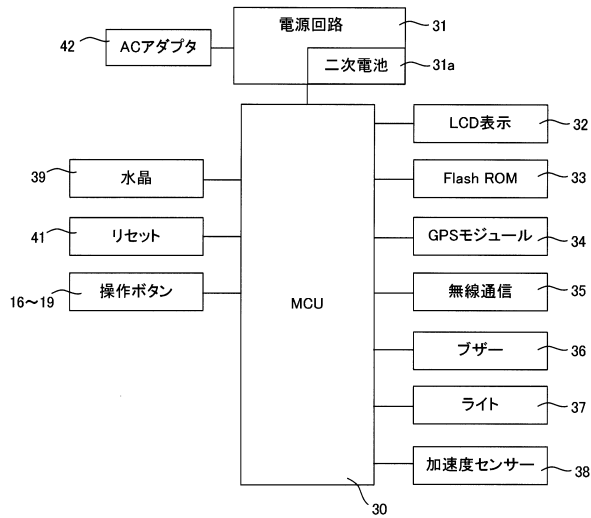 電源回路
31
42
ACアダプタ
二次電池
31a
LCD表示
32
39
水晶
Flash ROM
33
41
リセット
GPSモジュール
34
16〜19
操作ボタン
MCU
無線通信
35
ブザー
36
ライト
37
加速度センサー
38
30